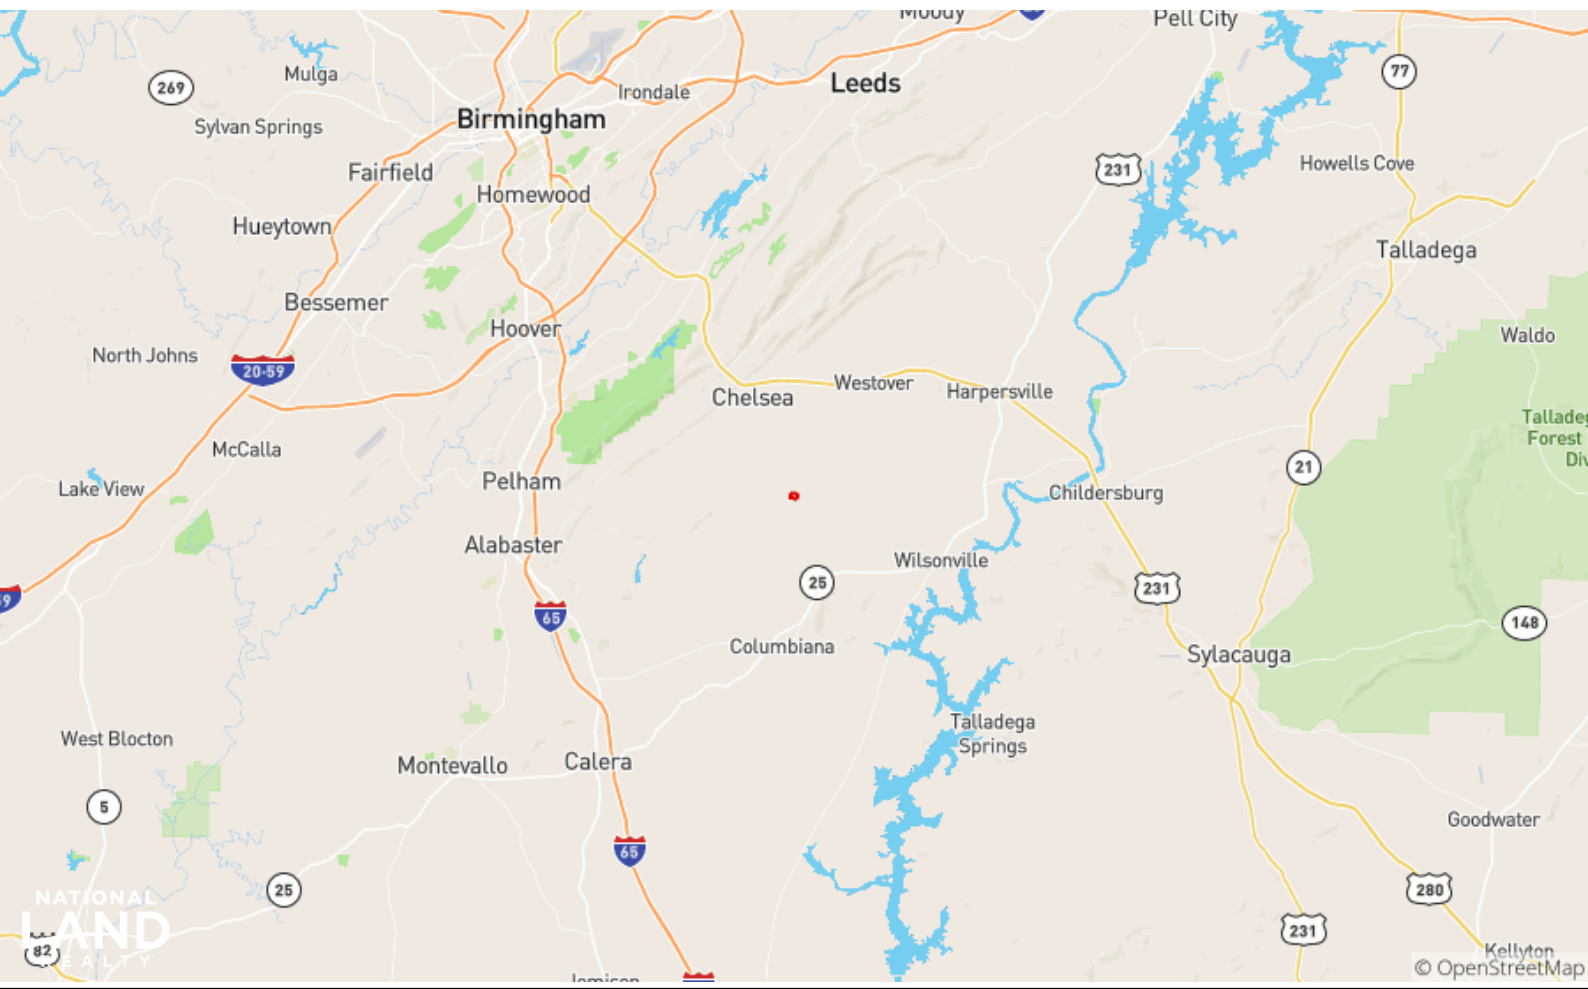 Moody
Pell City
Mulga
269
Irondale
Leeds
77
Birmingham
Sylvan Springs
Fairfield
231
Howells Cove
Homewood
Hueytown
Talladega
Bessemer
Hoover
Waldo
North Johns
20-59
Chelsea
Westover
Harpersville
Forest
McCalla
21
Lake View
Pelham
Childersburg
Alabaster
Wilsonville
25
231
65
148
Columbiana
Sylacauga
Talladega
Springs
West Blocton
Montevallo
Calera
5
Goodwater
65
25
280
NATIONAL
LAND
231
82
Kellyton
© OpenStreetMap